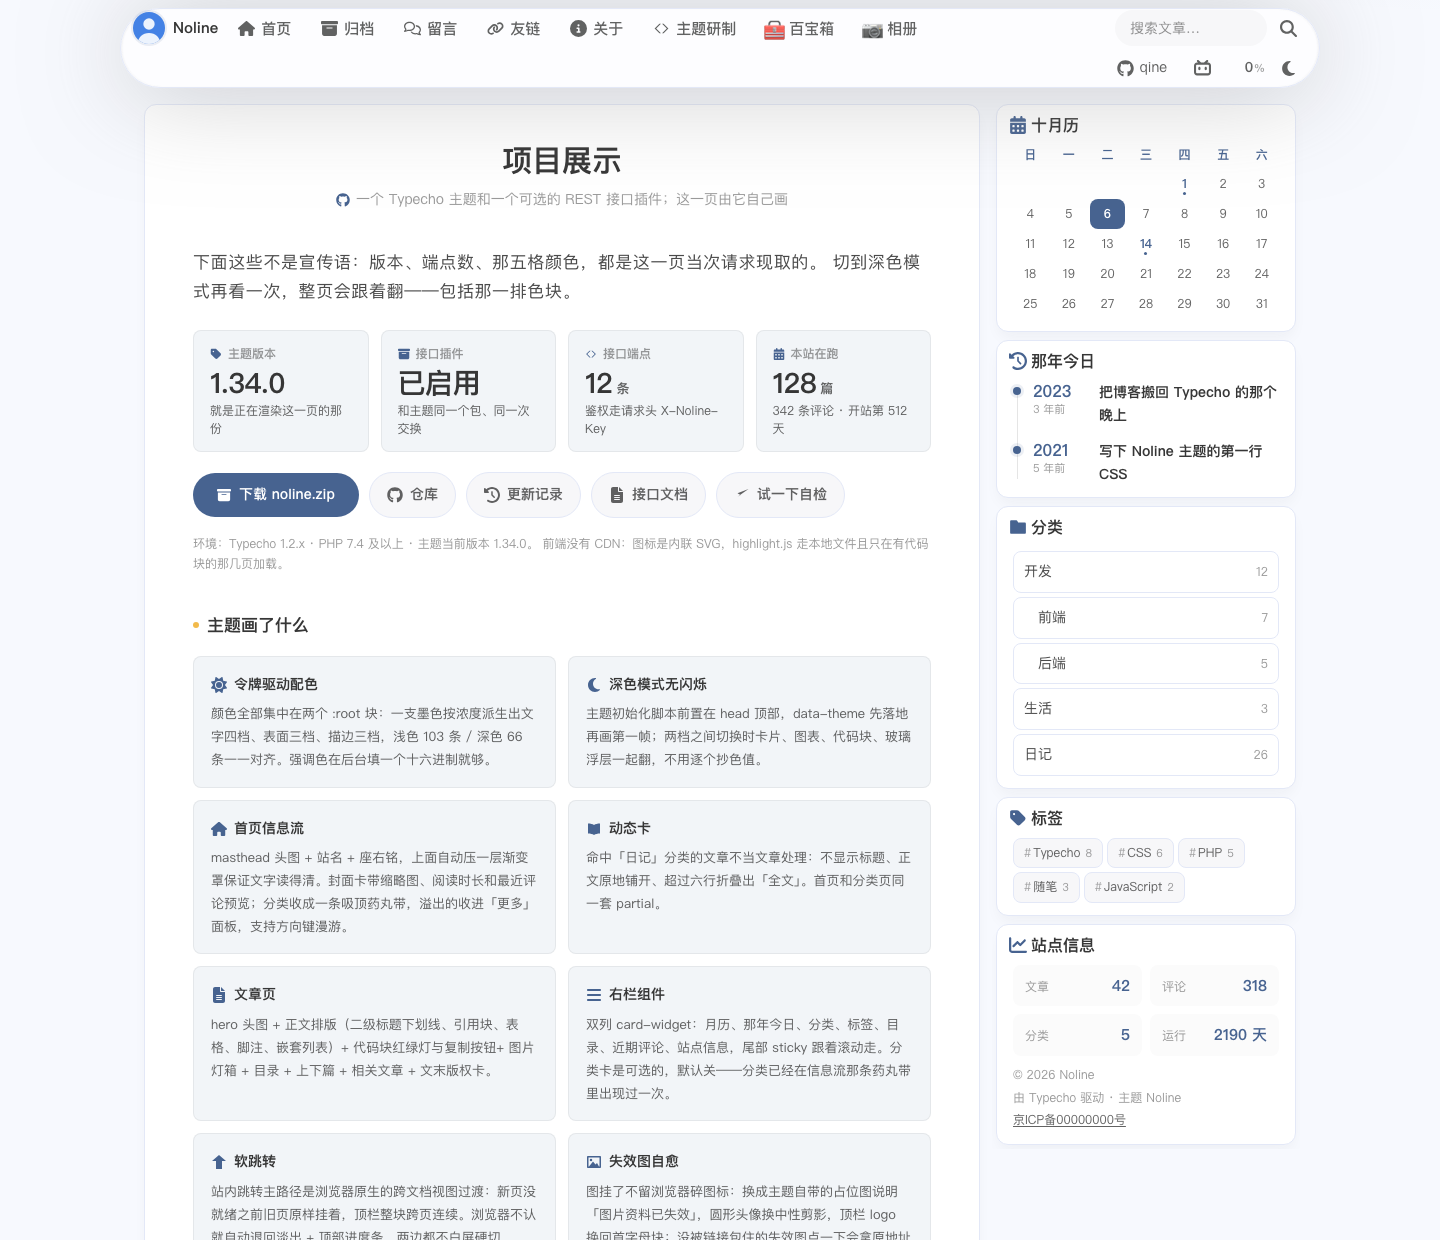 Noline 首页 归档 留言 友链 关于 主题研制 百宝箱 相册 搜索文章...
qine 0%
项目展示
一个 Typecho 主题和一个可选的 REST 接口插件；这一页由它自己画
下面这些不是宣传语：版本、端点数、那五格颜色，都是这一页当次请求现取的。 切到深色模
式再看一次，整页会跟着翻——包括那一排色块。
主题版本
1.34.0
就是正在渲染这一页的那
份
接口插件
已启用
和主题同一个包、同一次
交换
接口端点
12 条
鉴权走请求头 X-Noline-
Key
本站在跑
128 篇
342 条评论 · 开站第 512
天
下载 noline.zip 仓库 更新记录 接口文档 试一下自检
环境：Typecho 1.2.x · PHP 7.4 及以上 · 主题当前版本 1.34.0。 前端没有 CDN：图标是内联 SVG，highlight.js 走本地文件且只在有代码
块的那几页加载。
主题画了什么
令牌驱动配色
颜色全部集中在两个 :root 块：一支墨色按浓度派生出文
字四档、表面三档、描边三档，浅色 103 条 / 深色 66
条一一对齐。强调色在后台填一个十六进制就够。
深色模式无闪烁
主题初始化脚本前置在 head 顶部，data-theme 先落地
再画第一帧；两档之间切换时卡片、图表、代码块、玻璃
浮层一起翻，不用逐个抄色值。
首页信息流
masthead 头图 + 站名 + 座右铭，上面自动压一层渐变
罩保证文字读得清。封面卡带缩略图、阅读时长和最近评
论预览；分类收成一条吸顶药丸带，溢出的收进「更多」
面板，支持方向键漫游。
动态卡
命中「日记」分类的文章不当文章处理：不显示标题、正
文原地铺开、超过六行折叠出「全文」。首页和分类页同
一套 partial。
文章页
hero 头图 + 正文排版（二级标题下划线、引用块、表
格、脚注、嵌套列表）+ 代码块红绿灯与复制按钮+ 图片
灯箱 + 目录 + 上下篇 + 相关文章 + 文末版权卡。
右栏组件
双列 card-widget：月历、那年今日、分类、标签、目
录、近期评论、站点信息，尾部 sticky 跟着滚动走。分
类卡是可选的，默认关——分类已经在信息流那条药丸带
里出现过一次。
软跳转
站内跳转主路径是浏览器原生的跨文档视图过渡：新页没
就绪之前旧页原样挂着，顶栏整块跨页连续。浏览器不认
就自动退回淡出 + 顶部进度条，两边都不白屏硬切。
失效图自愈
图挂了不留浏览器碎图标：换成主题自带的占位图说明
「图片资料已失效」，圆形头像换中性剪影，顶栏 logo
换回首字母块；没被链接包住的失效图点一下会拿原地址
十月历
日 一 二 三 四 五 六
1 2 3
4 5 6 7 8 9 10
11 12 13 14 15 16 17
18 19 20 21 22 23 24
25 26 27 28 29 30 31
那年今日
2023 把博客搬回 Typecho 的那个
3 年前 晚上
2021 写下 Noline 主题的第一行
5 年前 CSS
分类
开发 12
前端 7
后端 5
生活 3
日记 26
标签
#Typecho 8 #CSS 6 #PHP 5
#随笔 3 #JavaScript 2
站点信息
文章 42 评论 318
分类 5 运行 2190 天
© 2026 Noline
由 Typecho 驱动 · 主题 Noline
京ICP备00000000号